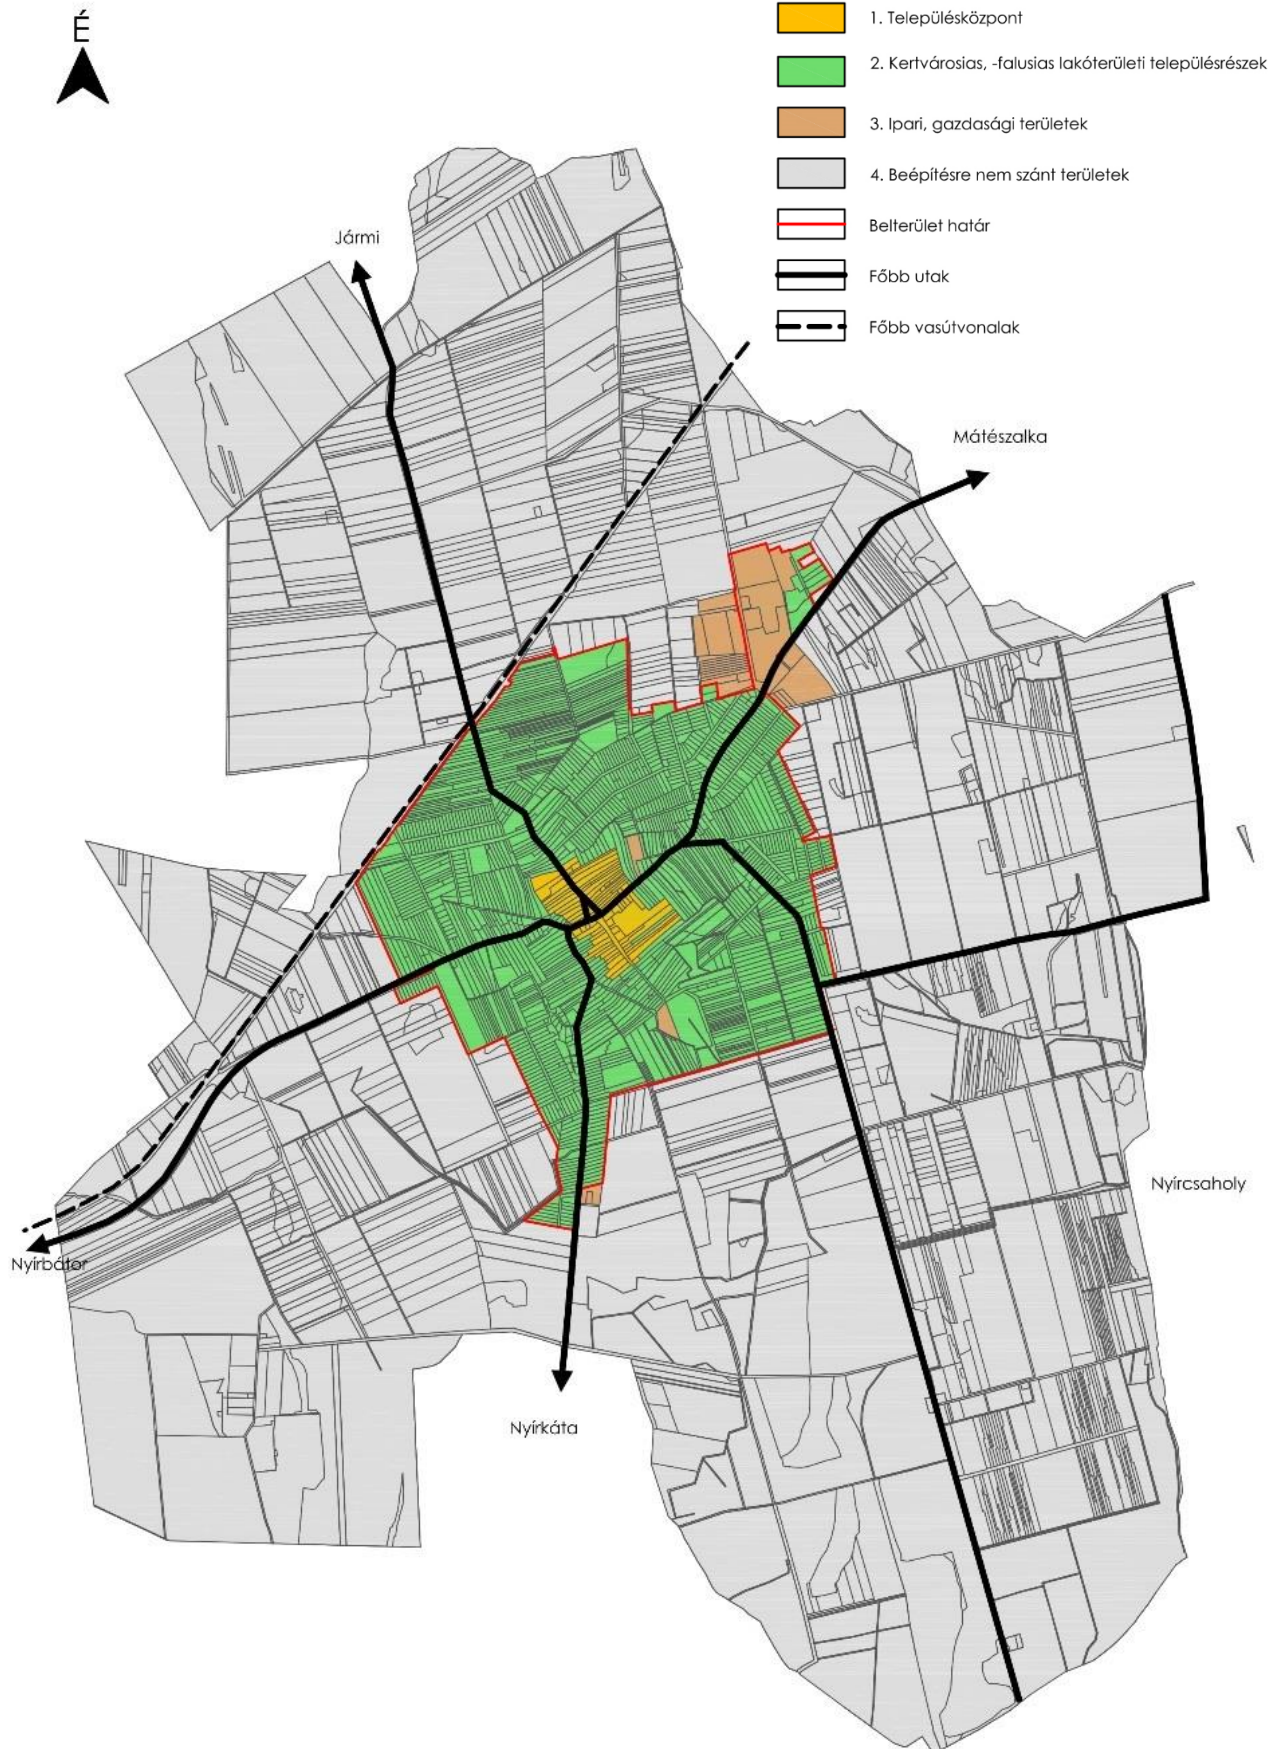 É
1. Településközpont
2. Kertvárosias, -falusias lakóterületi településrészek
3. Ipari, gazdasági területek
4. Beépítésre nem szánt területek
Belterület határ
Főbb utak
Főbb vasútvonalak
Jármi
Mátészalka
Nyírcsaholy
Nyírbátor
Nyírkáta